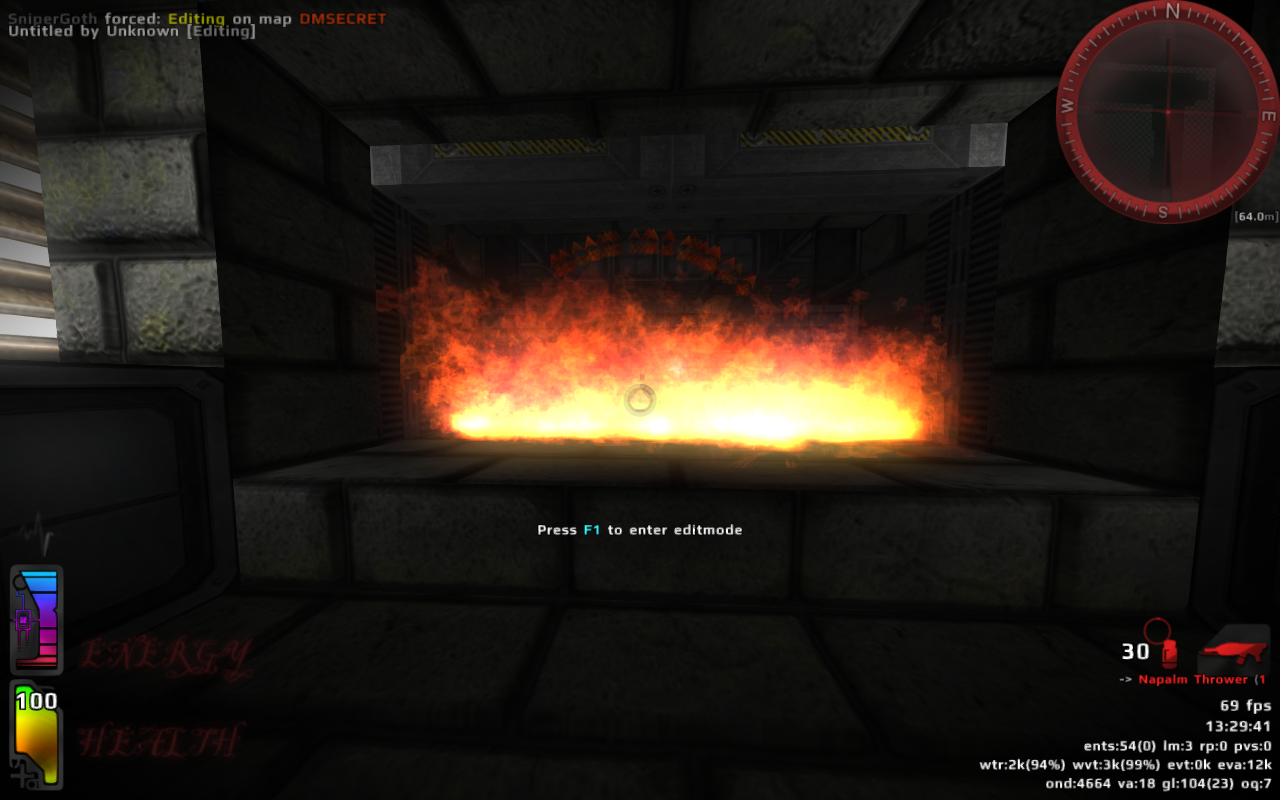 SniperGoth forced: Editing on map DMSECRET
Untitled by Unknown [Editing]
N
W
E
S
[64.0m]
Press F1 to enter editmode
ENERGY
100
HEALTH
30
-> Napalm Thrower (1
69 fps
13:29:41
ents:54(0) lm:3 rp:0 pvs:0
wtr:2k(94%) wvt:3k(99%) evt:0k eva:12k
ond:4664 va:18 gl:104(23) oq:7